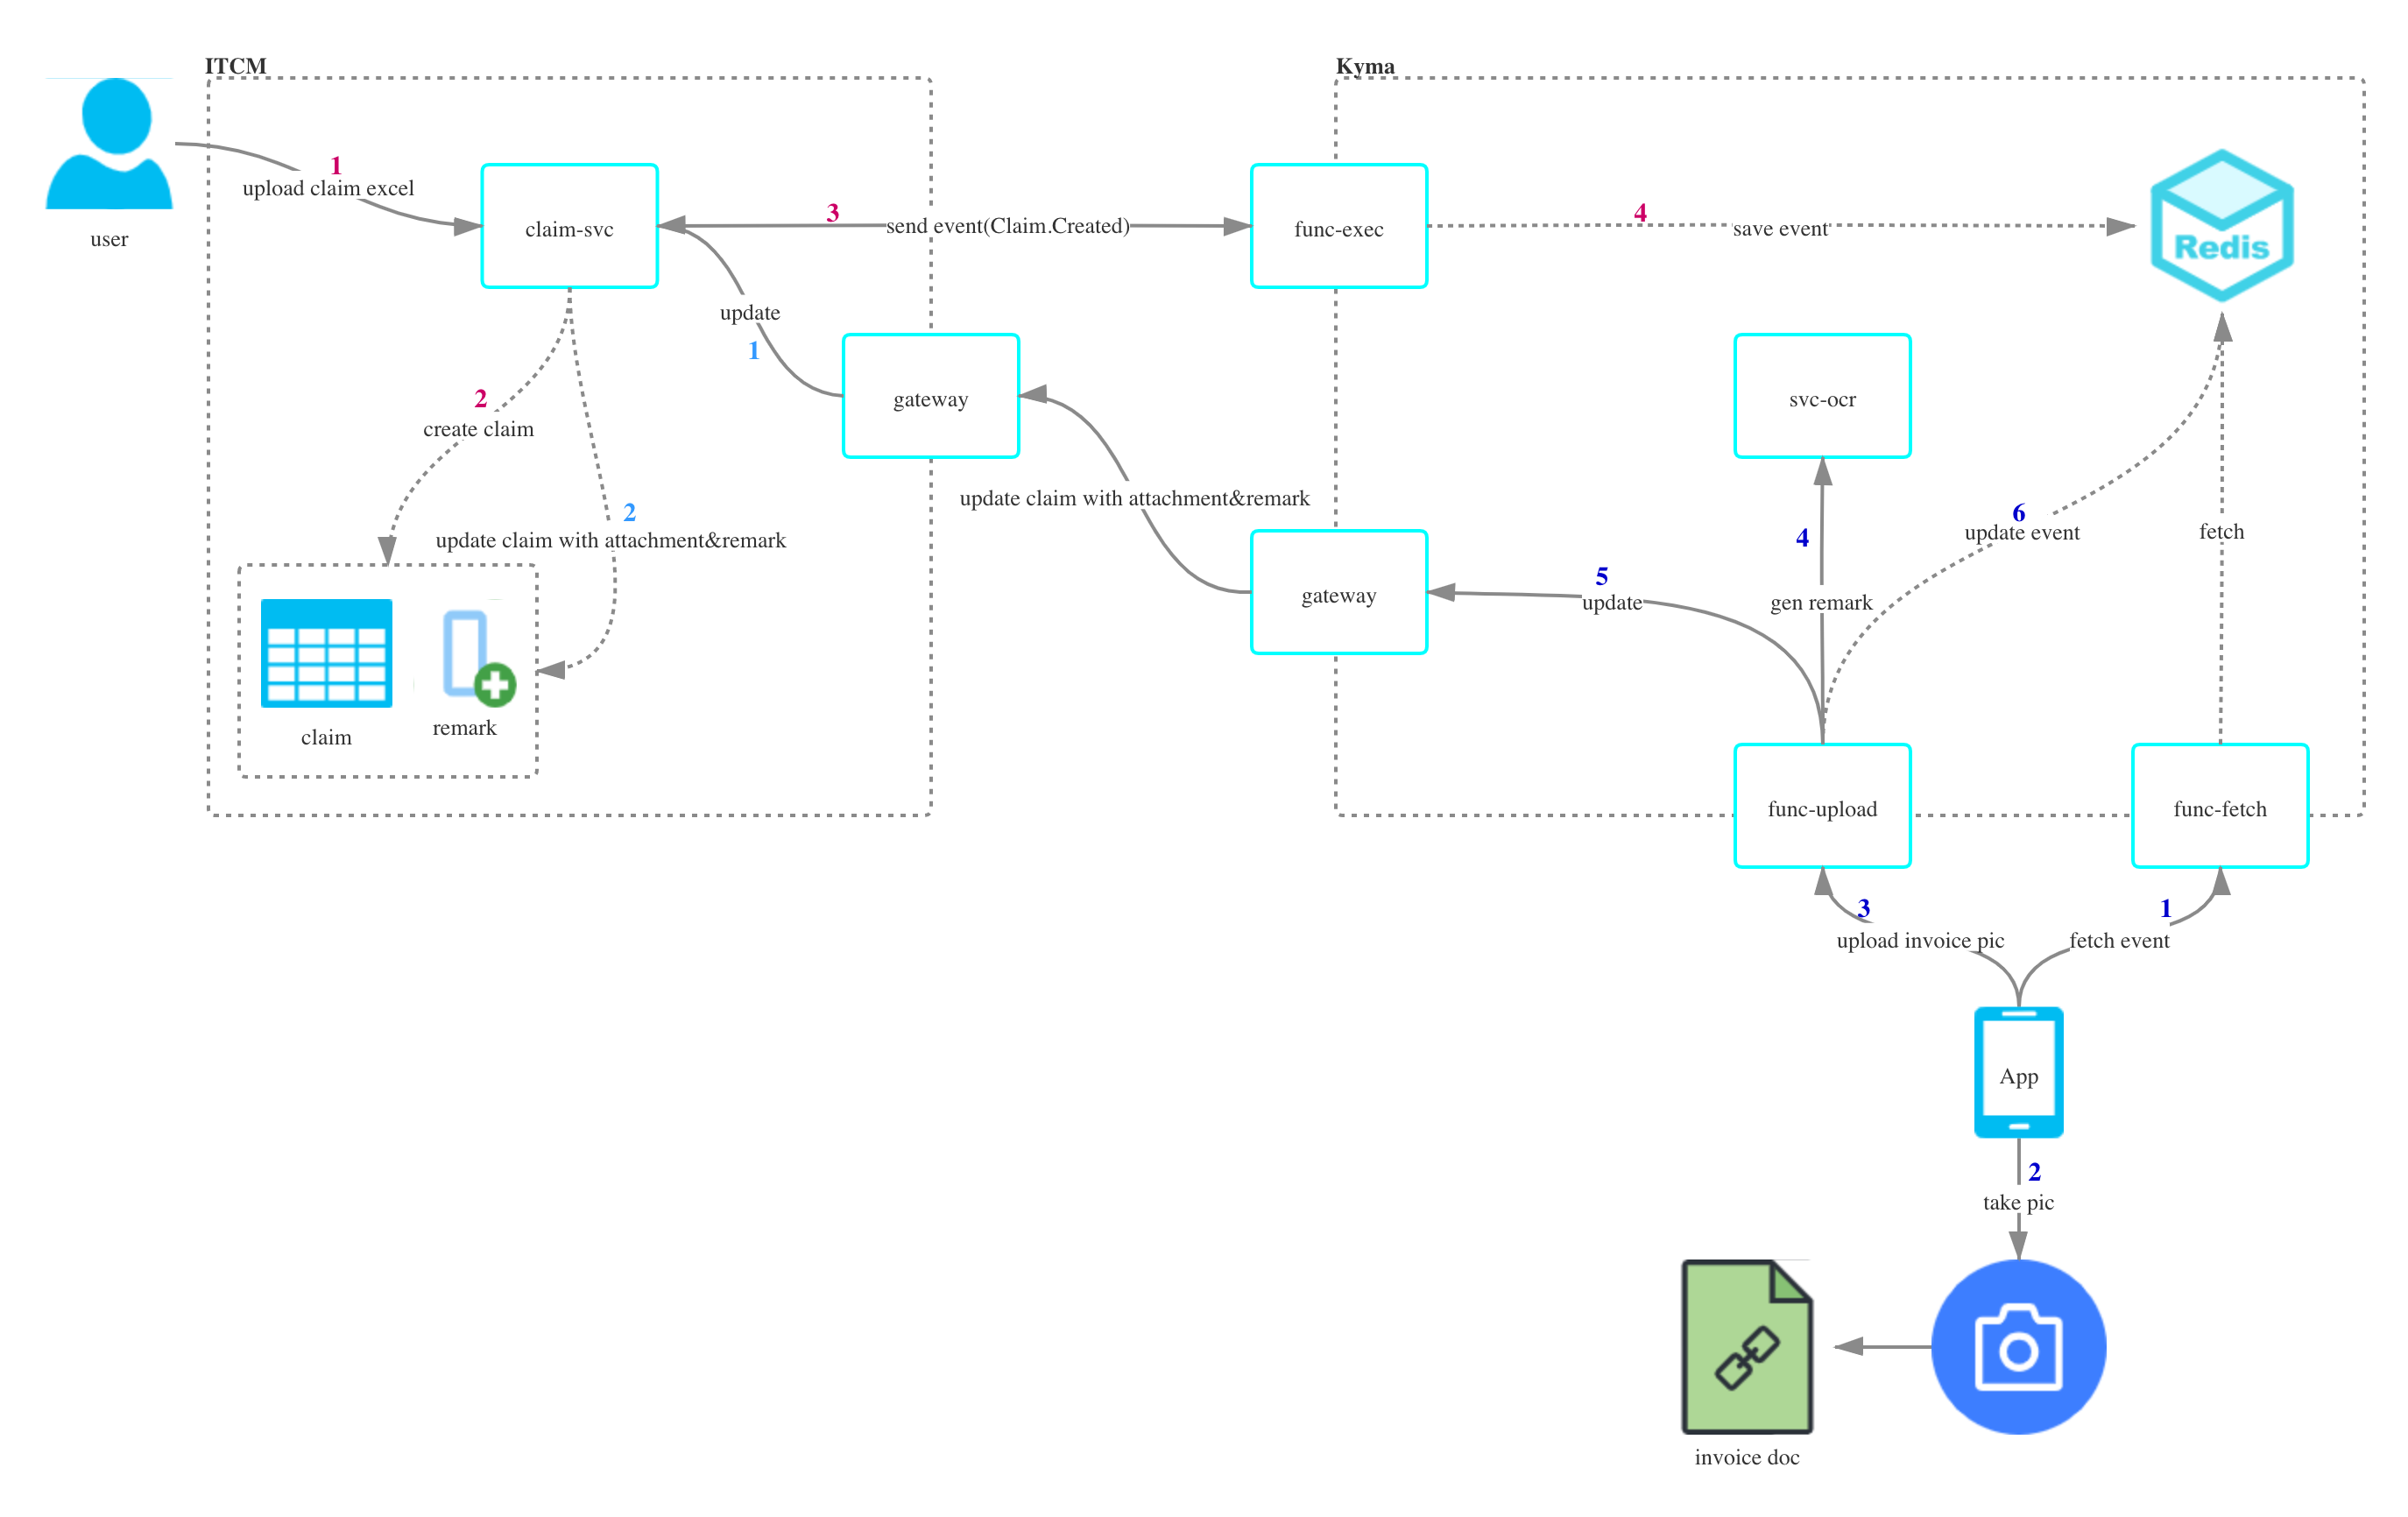 ITCM
Kyma
1
upload claim excel
user
claim-svc
3
send event(Claim.Created)
func-exec
4
save event
Redis
update
1
gateway
svc-ocr
2
create claim
update claim with attachment&remark
2
update claim with attachment&remark
gateway
5
update
4
gen remark
6
update event
fetch
claim
remark
func-upload
func-fetch
3
upload invoice pic
1
fetch event
App
2
take pic
invoice doc